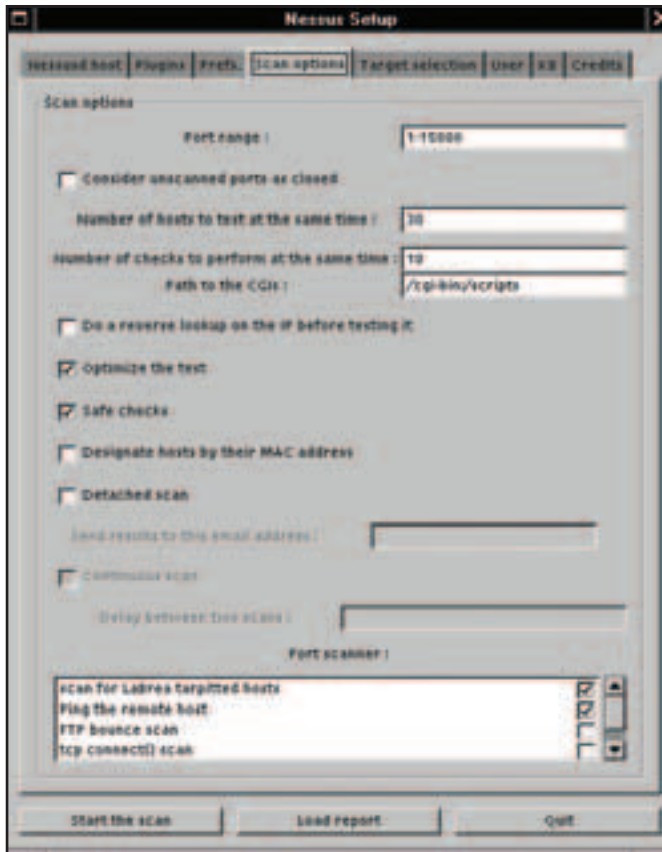 Nessus Setup
Nessusd host Plugins Prefs. Scan options Target selection User KB Credits
Scan options
Port range : 1-15000
Consider unscanned ports as closed
Number of hosts to test at the same time : 30
Number of checks to perform at the same time : 10
Path to the CGIs : /cgi-bin/scripts
Do a reverse lookup on the IP before testing it
Optimize the test
Safe checks
Designate hosts by their MAC address
Detached scan
Send results to this email address :
Continuous scan
Delay between two scans :
Port scanner :
scan for LaBrea tarpitted hosts
Ping the remote host
FTP bounce scan
tcp connect() scan
Start the scan Load report Quit